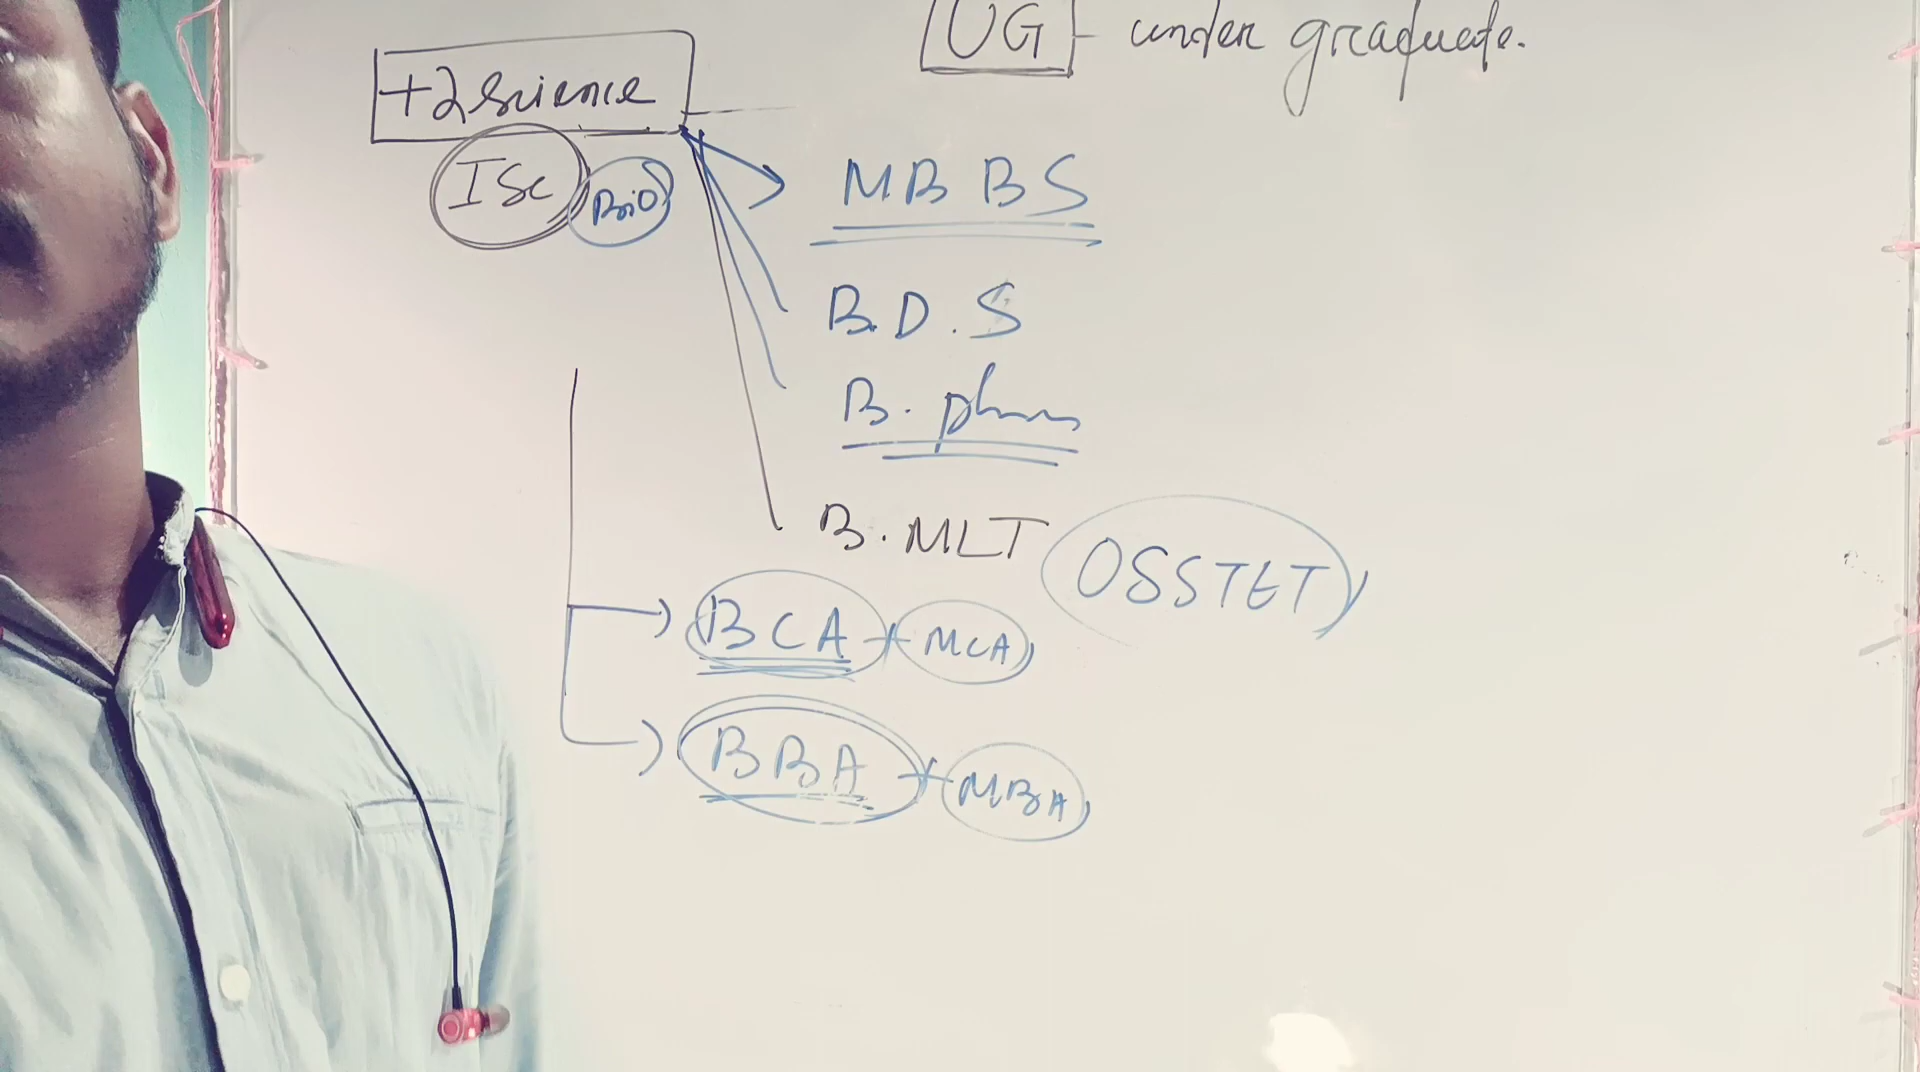 UG - under graduate.
+2 Science
ISc Bio
MBBS
B.D.S
B. pharm
B.MLT
OSSTET
BCA + MCA
BBA + MBA